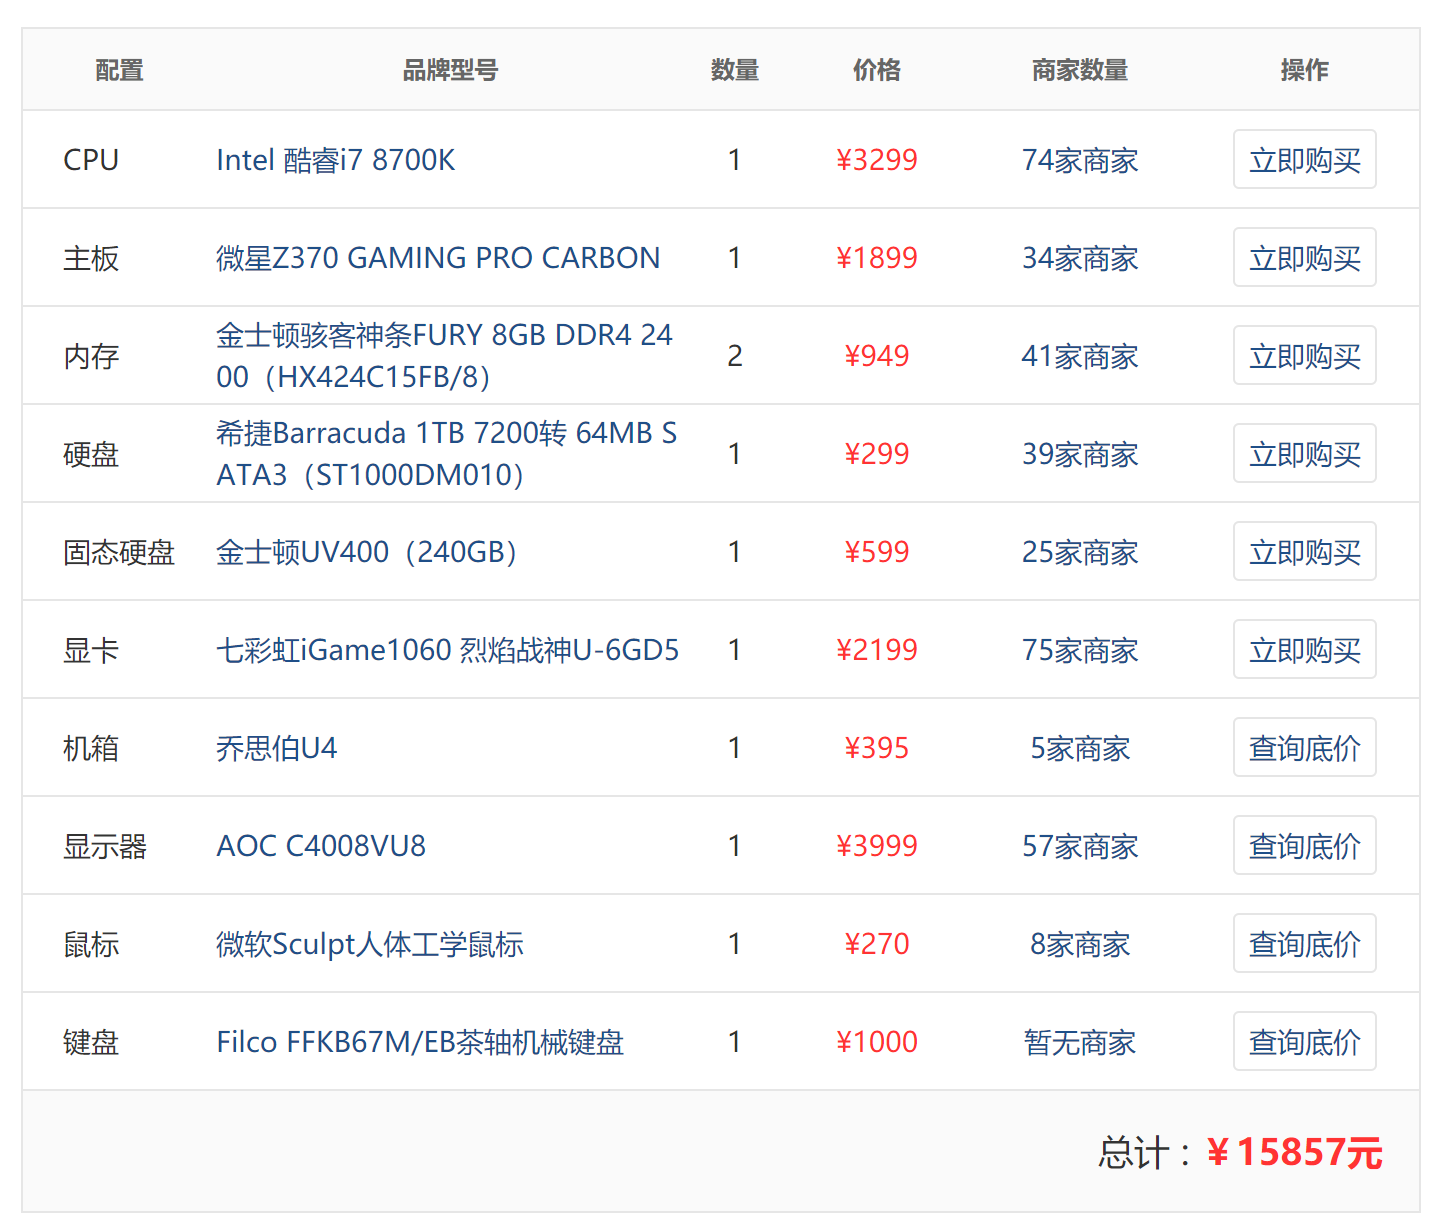 配置 品牌型号 数量 价格 商家数量 操作
CPU Intel 酷睿i7 8700K 1 ¥3299 74家商家 立即购买
主板 微星Z370 GAMING PRO CARBON 1 ¥1899 34家商家 立即购买
内存 金士顿骇客神条FURY 8GB DDR4 24
00（HX424C15FB/8） 2 ¥949 41家商家 立即购买
硬盘 希捷Barracuda 1TB 7200转 64MB S
ATA3（ST1000DM010） 1 ¥299 39家商家 立即购买
固态硬盘 金士顿UV400（240GB） 1 ¥599 25家商家 立即购买
显卡 七彩虹iGame1060 烈焰战神U-6GD5 1 ¥2199 75家商家 立即购买
机箱 乔思伯U4 1 ¥395 5家商家 查询底价
显示器 AOC C4008VU8 1 ¥3999 57家商家 查询底价
鼠标 微软Sculpt人体工学鼠标 1 ¥270 8家商家 查询底价
键盘 Filco FFKB67M/EB茶轴机械键盘 1 ¥1000 暂无商家 查询底价
总计：¥15857元